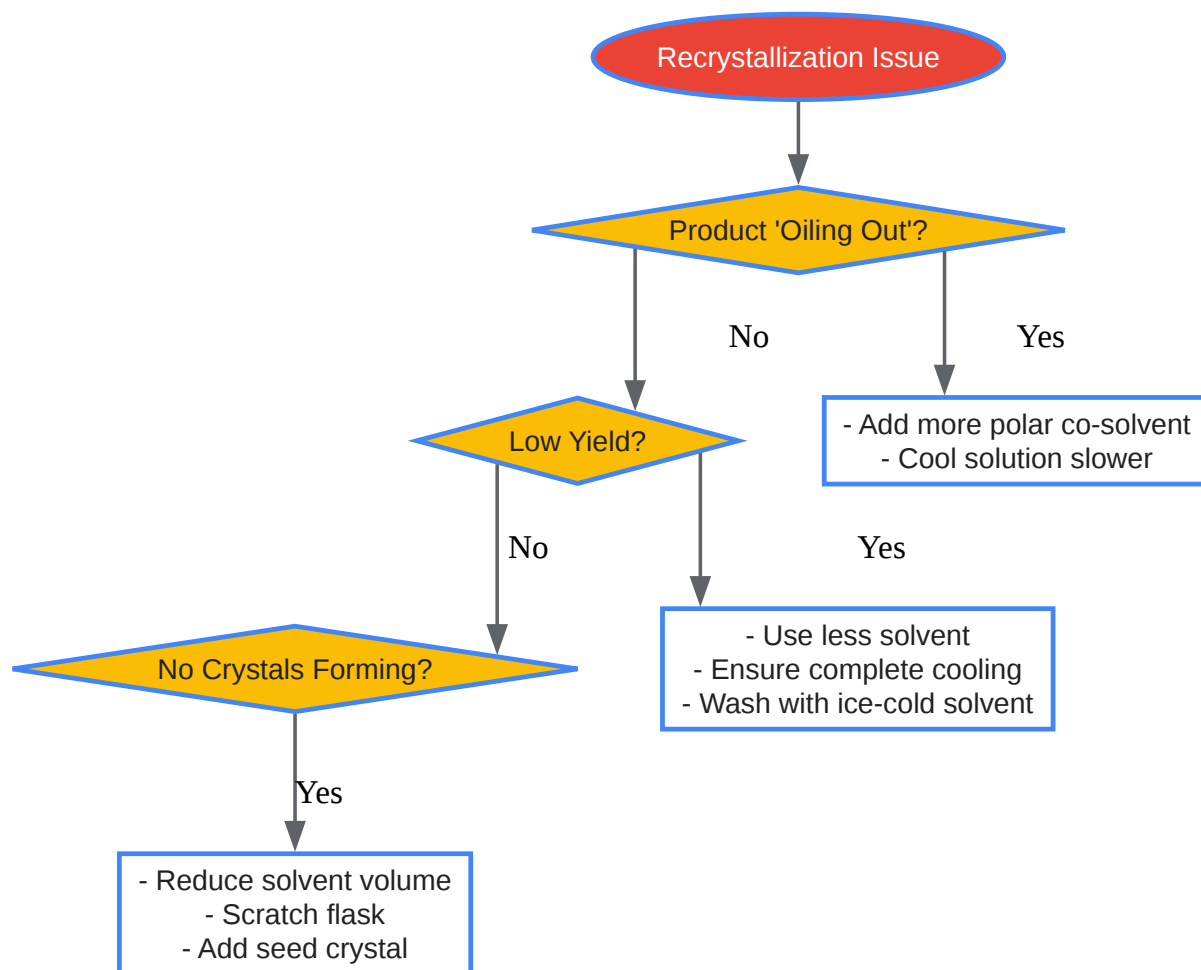 Recrystallization Issue
Product 'Oiling Out'?
No
Yes
- Add more polar co-solvent
- Cool solution slower
Low Yield?
No
Yes
- Use less solvent
- Ensure complete cooling
- Wash with ice-cold solvent
No Crystals Forming?
Yes
- Reduce solvent volume
- Scratch flask
- Add seed crystal